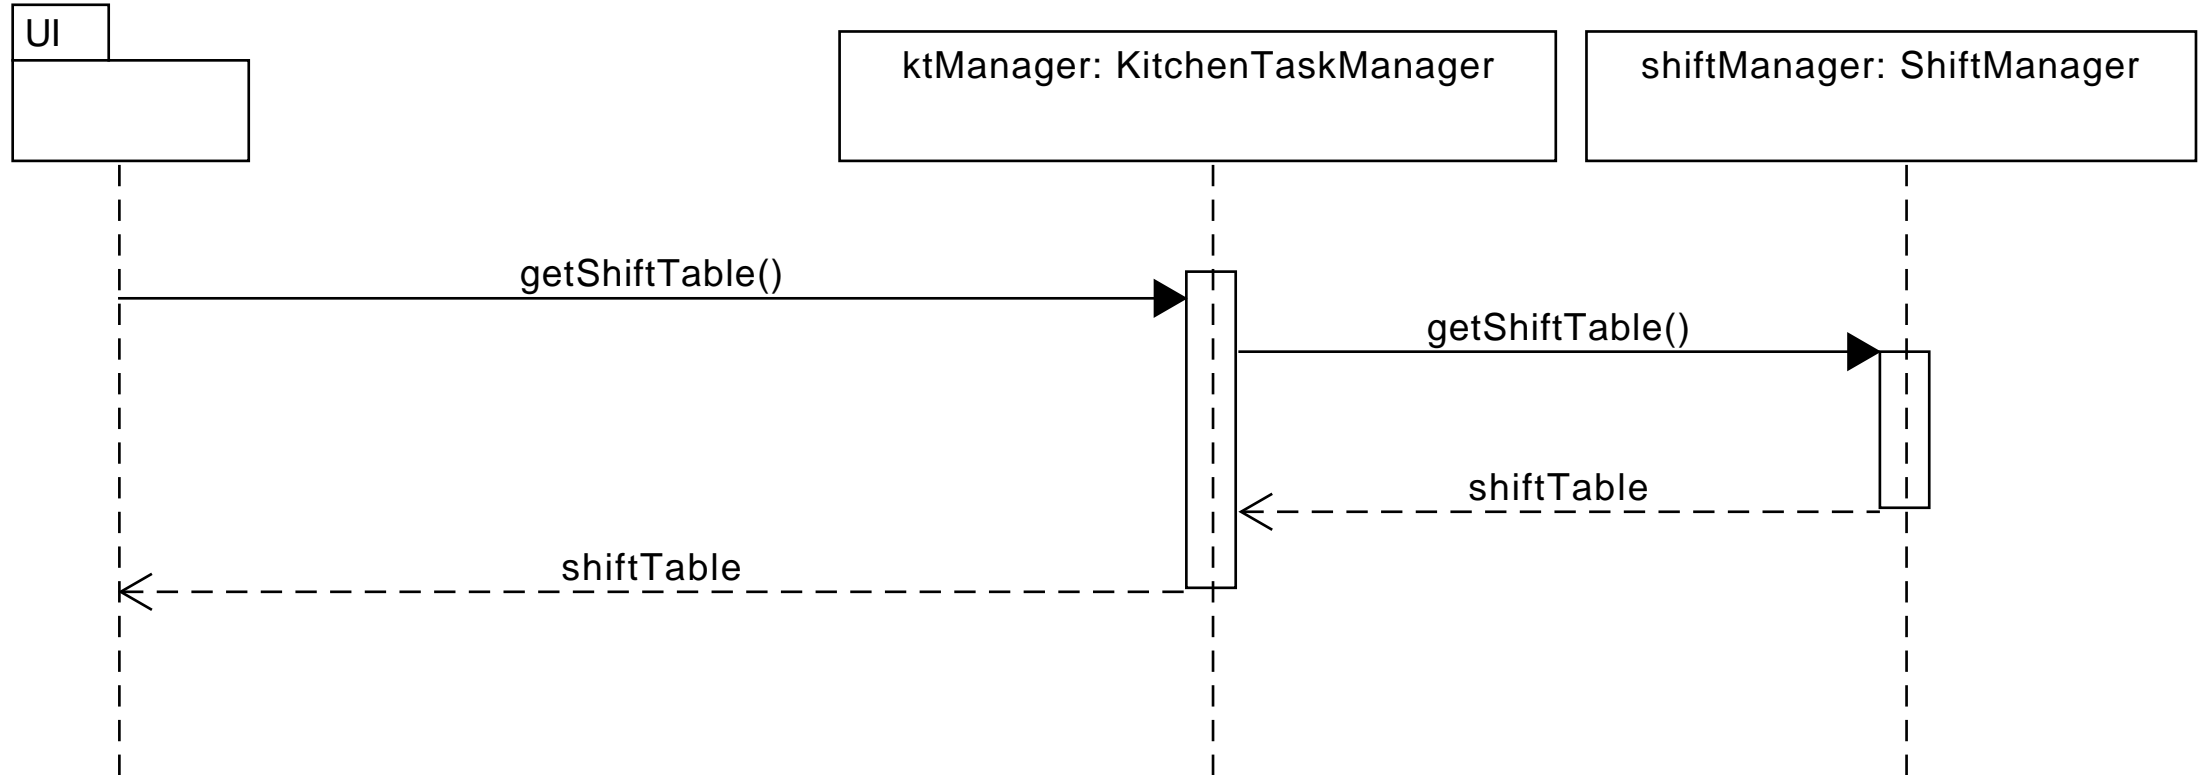 UI
ktManager: KitchenTaskManager
shiftManager: ShiftManager
getShiftTable()
getShiftTable()
shiftTable
shiftTable